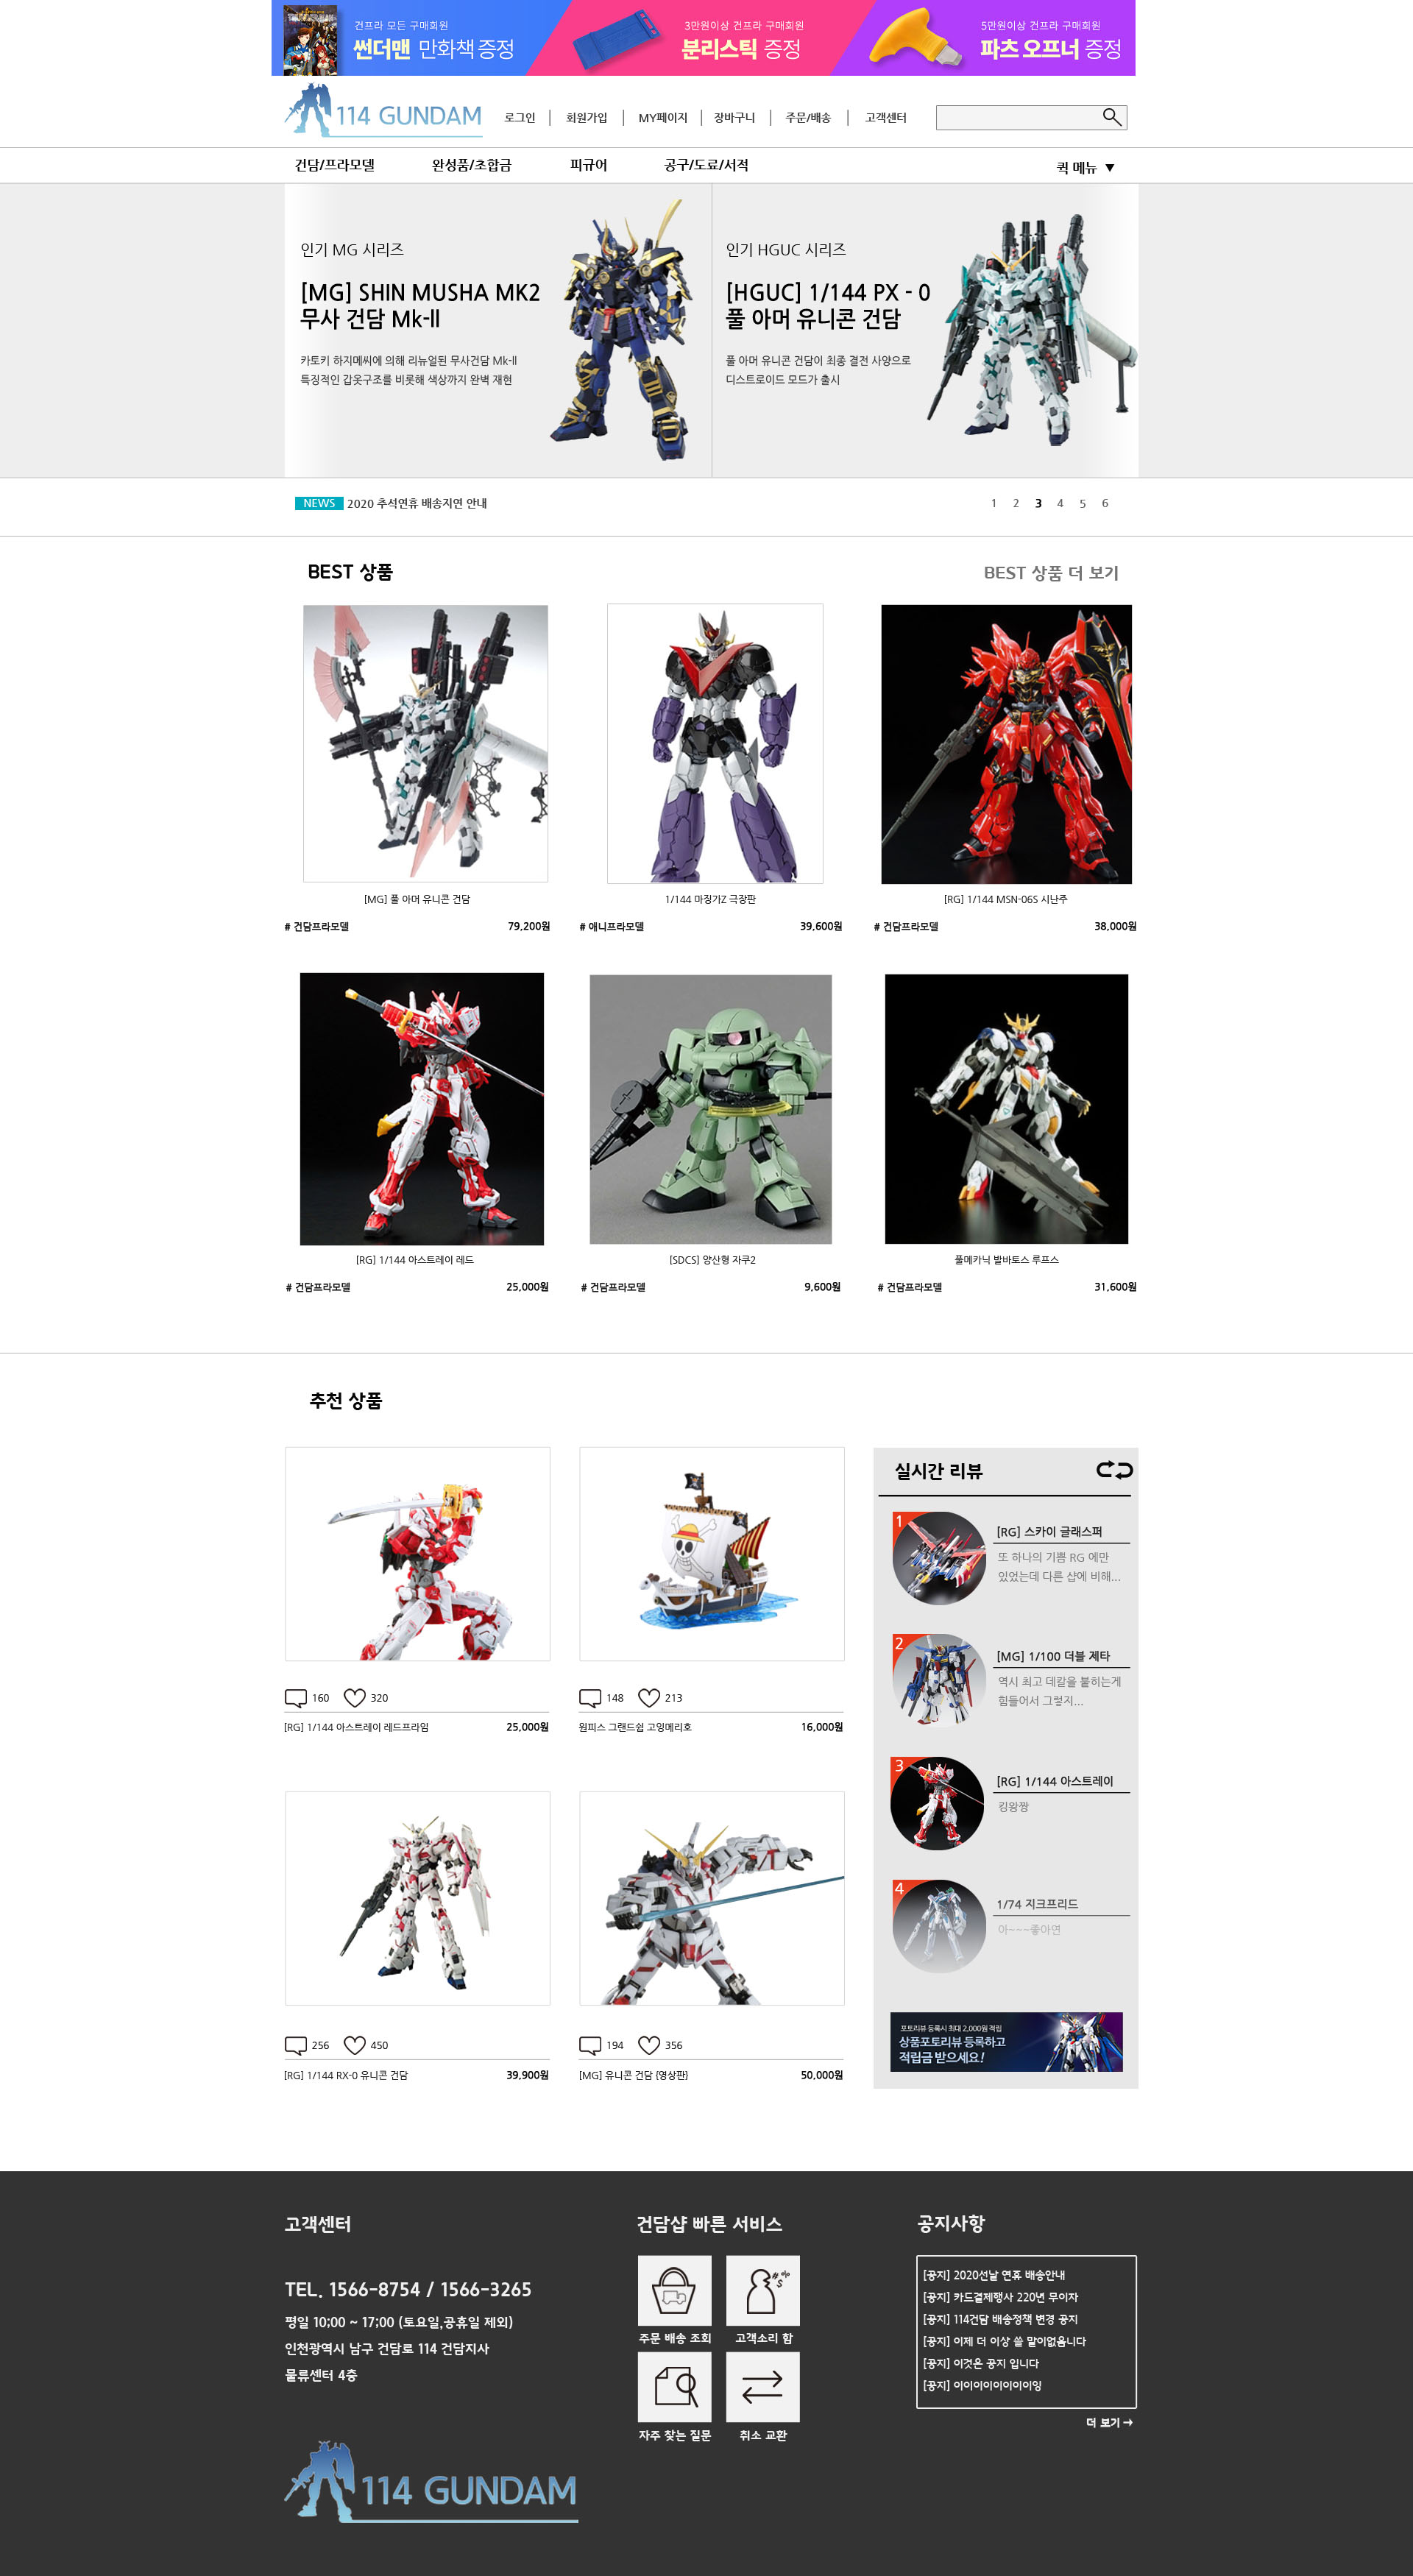 건프라 모든 구매회원
썬더맨 만화책 증정
3만원이상 건프라 구매회원
분리스틱 증정
5만원이상 건프라 구매회원
파츠 오프너 증정
114 GUNDAM
로그인 | 회원가입 | MY페이지 | 장바구니 | 주문/배송 | 고객센터
건담/프라모델 완성품/초합금 피규어 공구/도료/서적 퀵 메뉴 ▼
인기 MG 시리즈
[MG] SHIN MUSHA MK2
무사 건담 Mk-II
카토키 하지메씨에 의해 리뉴얼된 무사건담 Mk-II
특징적인 갑옷구조를 비롯해 색상까지 완벽 재현
인기 HGUC 시리즈
[HGUC] 1/144 PX - 0
풀 아머 유니콘 건담
풀 아머 유니콘 건담이 최종 결전 사양으로
디스트로이드 모드가 출시
NEWS 2020 추석연휴 배송지연 안내
1 2 3 4 5 6
BEST 상품
BEST 상품 더 보기
[MG] 풀 아머 유니콘 건담
# 건담프라모델 79,200원
1/144 마징가Z 극장판
# 애니프라모델 39,600원
[RG] 1/144 MSN-06S 시난주
# 건담프라모델 38,000원
[RG] 1/144 아스트레이 레드
# 건담프라모델 25,000원
[SDCS] 양산형 자쿠2
# 건담프라모델 9,600원
풀메카닉 발바토스 루프스
# 건담프라모델 31,600원
추천 상품
160 320
[RG] 1/144 아스트레이 레드프라임 25,000원
148 213
원피스 그랜드쉽 고잉메리호 16,000원
256 450
[RG] 1/144 RX-0 유니콘 건담 39,900원
194 356
[MG] 유니콘 건담 {영상판} 50,000원
실시간 리뷰
1
[RG] 스카이 글래스퍼
또 하나의 기쁨 RG 에만
있었는데 다른 샵에 비해...
2
[MG] 1/100 더블 제타
역시 최고 데칼을 붙히는게
힘들어서 그렇지...
3
[RG] 1/144 아스트레이
킹왕짱
4
1/74 지크프리드
아~~~좋아연
포토리뷰 등록시 최대 2,000원 적립
상품포토리뷰 등록하고
적립금 받으세요!
고객센터
TEL. 1566-8754 / 1566-3265
평일 10;00 ~ 17;00 (토요일,공휴일 제외)
인천광역시 남구 건담로 114 건담지사
물류센터 4층
114 GUNDAM
건담샵 빠른 서비스
주문 배송 조회
고객소리 함
자주 찾는 질문
취소 교환
공지사항
[공지] 2020선날 연휴 배송안내
[공지] 카드결제행사 220년 무이자
[공지] 114건담 배송정책 변경 공지
[공지] 이제 더 이상 쓸 말이없음니다
[공지] 이것은 공지 입니다
[공지] 이이이이이이이이잉
더 보기 →